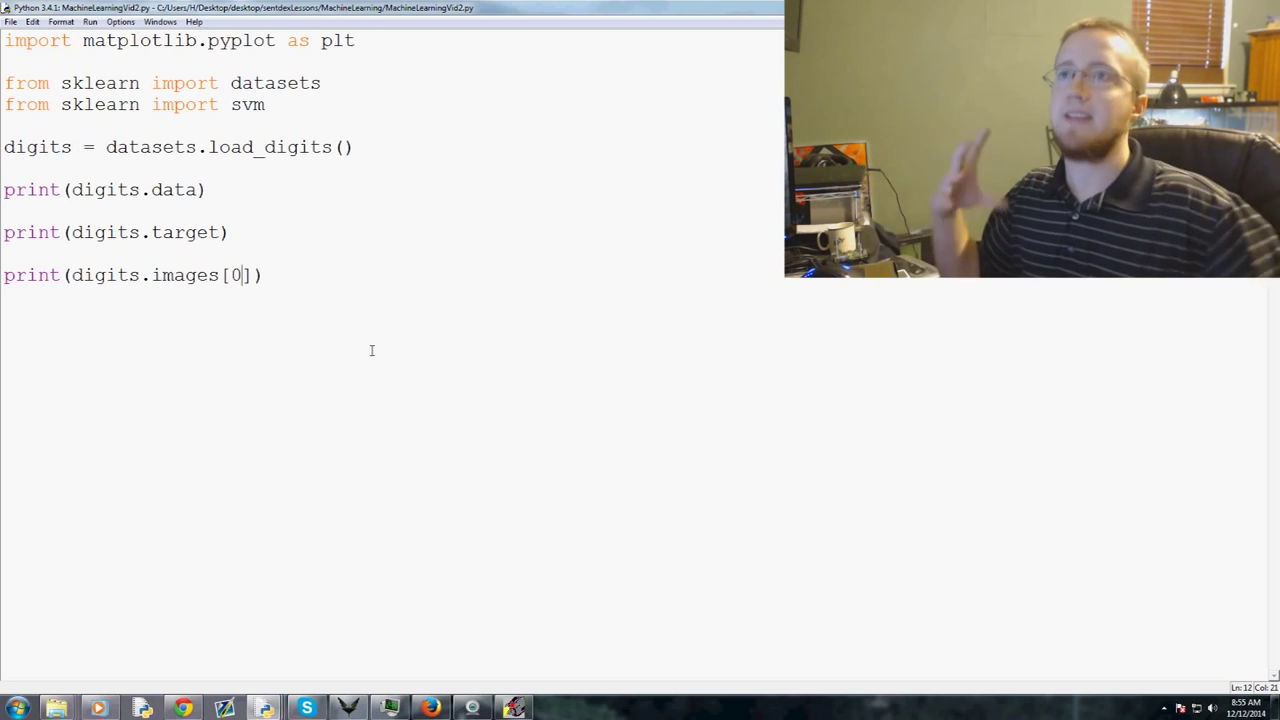 Python 3.4.1: MachineLearningVid2.py - C:/Users/H/Desktop/desktop/sentdexLessons/MachineLearning/MachineLearningVid2.py
File Edit Format Run Options Windows Help
import matplotlib.pyplot as plt
from sklearn import datasets
from sklearn import svm
digits = datasets.load_digits()
print(digits.data)
print(digits.target)
print(digits.images[0])
Ln: 12 Col: 21
8:55 AM
12/12/2014